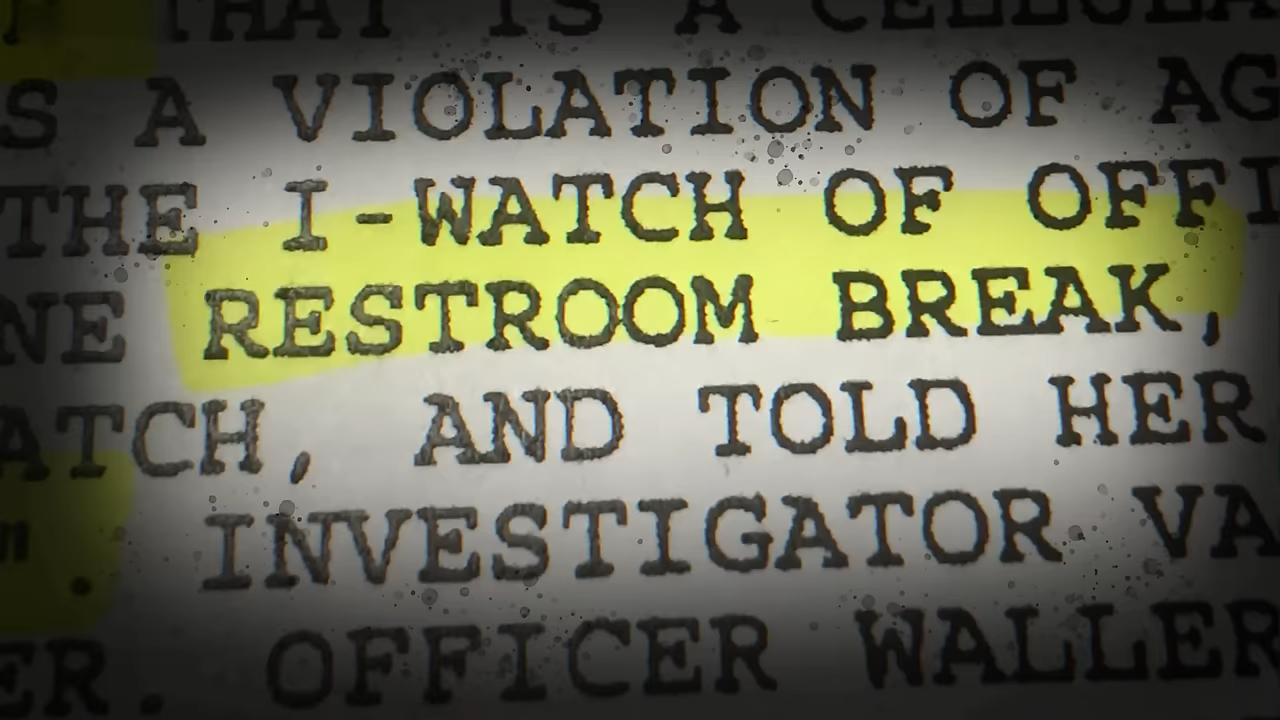 THAT IS A CELLULA
S A VIOLATION OF AG
THE I-WATCH OF OFFI
NE RESTROOM BREAK,
ATCH, AND TOLD HER
INVESTIGATOR VA
ER. OFFICER WALLER